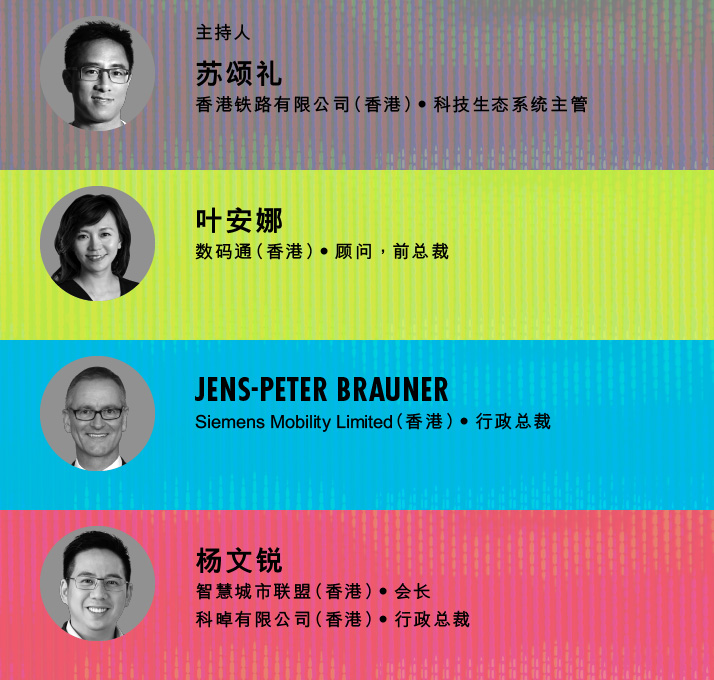 主持人
苏颂礼
香港铁路有限公司（香港）• 科技生态系统主管
叶安娜
数码通（香港）• 顾问，前总裁
JENS-PETER BRAUNER
Siemens Mobility Limited（香港）• 行政总裁
杨文锐
智慧城市联盟（香港）• 会长
科晫有限公司（香港）• 行政总裁